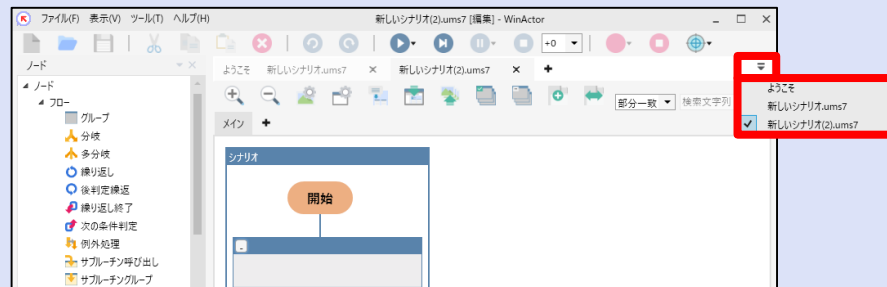 ファイル(F) 表示(V) ツール(T) ヘルプ(H)
新しいシナリオ(2).ums7 [編集] - WinActor
+0
ノード
ようこそ 新しいシナリオ.ums7 × 新しいシナリオ(2).ums7 × +
ようこそ
新しいシナリオ.ums7
新しいシナリオ(2).ums7
部分一致
検索文字列
メイン +
ノード
フロー
グループ
分岐
多分岐
繰り返し
後判定繰返
繰り返し終了
次の条件判定
例外処理
サブルーチン呼び出し
サブルーチングループ
シナリオ
開始